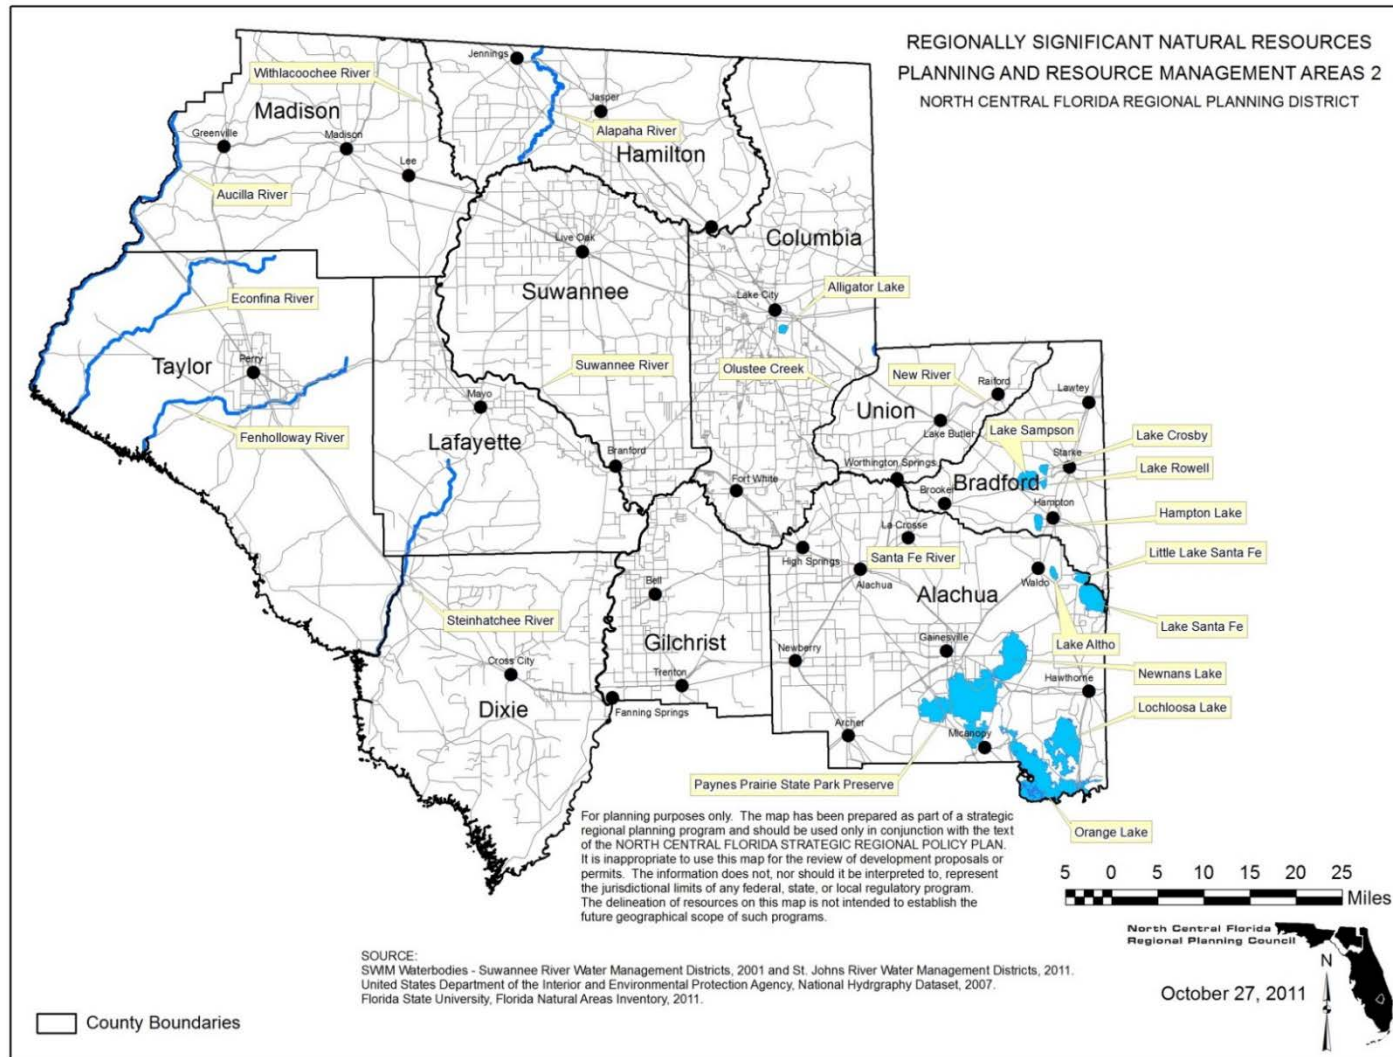 REGIONALLY SIGNIFICANT NATURAL RESOURCES
PLANNING AND RESOURCE MANAGEMENT AREAS 2
NORTH CENTRAL FLORIDA REGIONAL PLANNING DISTRICT
Jennings
Withlacoochee River
Madison
Jasper
Alapaha River
Greenville
Madison
Hamilton
Lee
Aucilla River
Live Oak
Columbia
Suwannee
Econfina River
Lake City
Alligator Lake
Taylor
Perry
Suwannee River
Olustee Creek
New River
Raiford
Lawtey
Mayo
Union
Fenholloway River
Lafayette
Lake Butler
Lake Sampson
Lake Crosby
Starke
Branford
Worthington Springs
Lake Rowell
Fort White
Brooker
Bradford
Hampton
Hampton Lake
La Crosse
High Springs
Santa Fe River
Little Lake Santa Fe
Alachua
Waldo
Bell
Alachua
Steinhatchee River
Lake Santa Fe
Gilchrist
Gainesville
Lake Altho
Newberry
Cross City
Trenton
Newnans Lake
Hawthorne
Dixie
Fanning Springs
Lochloosa Lake
Archer
Micanopy
Paynes Prairie State Park Preserve
Orange Lake
For planning purposes only. The map has been prepared as part of a strategic
regional planning program and should be used only in conjunction with the text
of the NORTH CENTRAL FLORIDA STRATEGIC REGIONAL POLICY PLAN.
It is inappropriate to use this map for the review of development proposals or
permits. The information does not, nor should it be interpreted to, represent
the jurisdictional limits of any federal, state, or local regulatory program.
The delineation of resources on this map is not intended to establish the
future geographical scope of such programs.
5 0 5 10 15 20 25
Miles
North Central Florida
Regional Planning Council
N
October 27, 2011
SOURCE:
SWIM Waterbodies - Suwannee River Water Management Districts, 2001 and St. Johns River Water Management Districts, 2011.
United States Department of the Interior and Environmental Protection Agency, National Hydrgraphy Dataset, 2007.
Florida State University, Florida Natural Areas Inventory, 2011.
County Boundaries